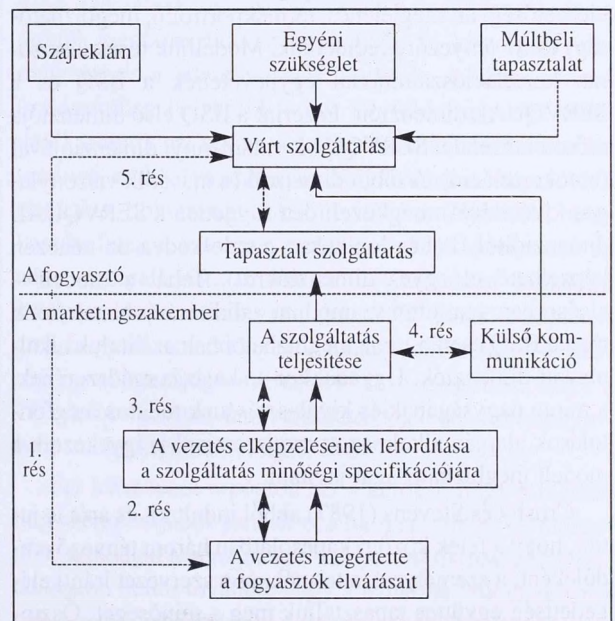 Szájreklám
Egyéni
szükséglet
Múltbeli
tapasztalat
Várt szolgáltatás
5. rés
Tapasztalt szolgáltatás
A fogyasztó
A marketingszakember
A szolgáltatás
teljesítése
4. rés
Külső kom-
munikáció
3. rés
1.
rés
A vezetés elképzeléseinek lefordítása
a szolgáltatás minőségi specifikációjára
2. rés
A vezetés megértette
a fogyasztók elvárásait